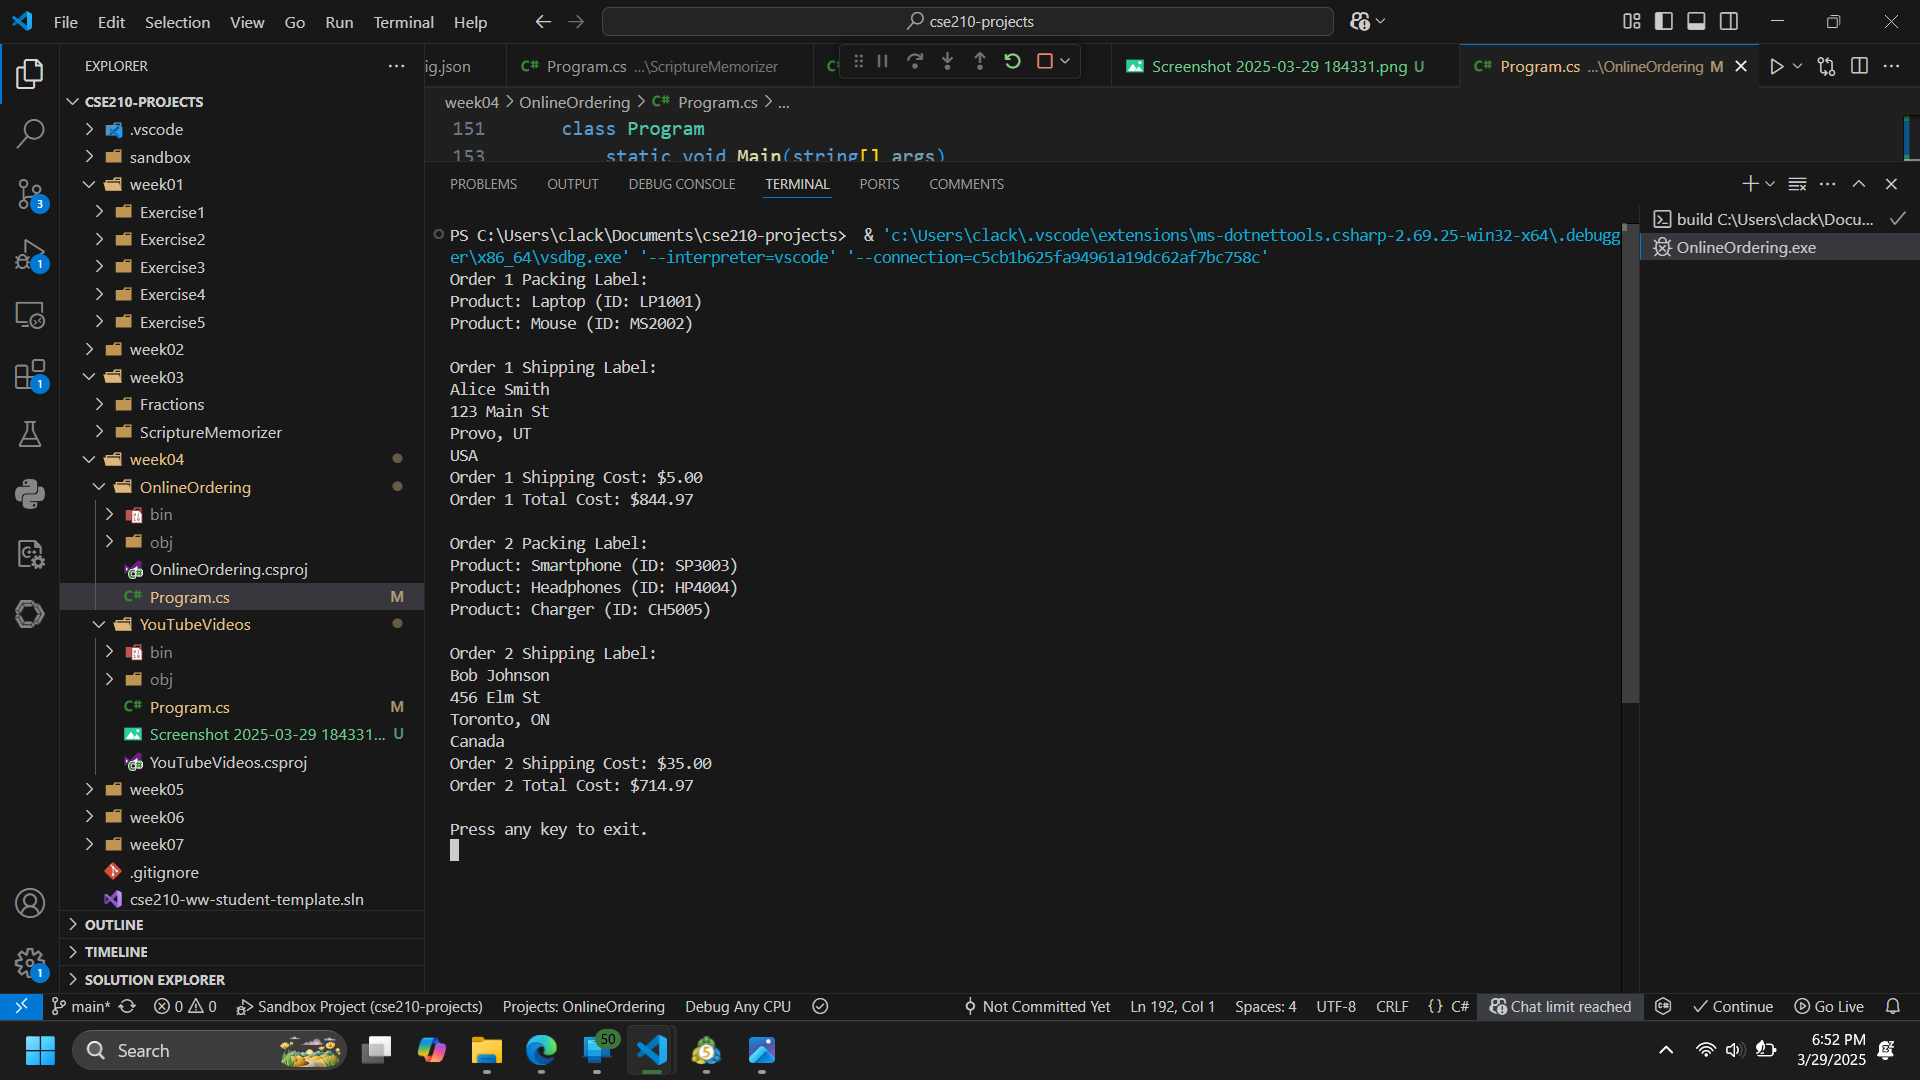 File Edit Selection View Go Run Terminal Help
cse210-projects
EXPLORER
CSE210-PROJECTS
.vscode
sandbox
week01
Exercise1
Exercise2
Exercise3
Exercise4
Exercise5
week02
week03
Fractions
ScriptureMemorizer
week04
OnlineOrdering
bin
obj
OnlineOrdering.csproj
Program.cs M
YouTubeVideos
bin
obj
Program.cs M
Screenshot 2025-03-29 184331... U
YouTubeVideos.csproj
week05
week06
week07
.gitignore
cse210-ww-student-template.sln
OUTLINE
TIMELINE
SOLUTION EXPLORER
3
1
1
1
ig.json
C# Program.cs ...\ScriptureMemorizer
Screenshot 2025-03-29 184331.png U
C# Program.cs ...\OnlineOrdering M
week04 > OnlineOrdering > C# Program.cs > ...
151 class Program
153 static void Main(string[] args)
PROBLEMS OUTPUT DEBUG CONSOLE TERMINAL PORTS COMMENTS
build C:\Users\clack\Docu...
OnlineOrdering.exe
PS C:\Users\clack\Documents\cse210-projects> & 'c:\Users\clack\.vscode\extensions\ms-dotnettools.csharp-2.69.25-win32-x64\.debugg
er\x86_64\vsdbg.exe' '--interpreter=vscode' '--connection=c5cb1b625fa94961a19dc62af7bc758c'
Order 1 Packing Label:
Product: Laptop (ID: LP1001)
Product: Mouse (ID: MS2002)
Order 1 Shipping Label:
Alice Smith
123 Main St
Provo, UT
USA
Order 1 Shipping Cost: $5.00
Order 1 Total Cost: $844.97
Order 2 Packing Label:
Product: Smartphone (ID: SP3003)
Product: Headphones (ID: HP4004)
Product: Charger (ID: CH5005)
Order 2 Shipping Label:
Bob Johnson
456 Elm St
Toronto, ON
Canada
Order 2 Shipping Cost: $35.00
Order 2 Total Cost: $714.97
Press any key to exit.
main* 0 0 Sandbox Project (cse210-projects) Projects: OnlineOrdering Debug Any CPU Not Committed Yet Ln 192, Col 1 Spaces: 4 UTF-8 CRLF {} C# Chat limit reached Continue Go Live
Search
50
5
6:52 PM
3/29/2025